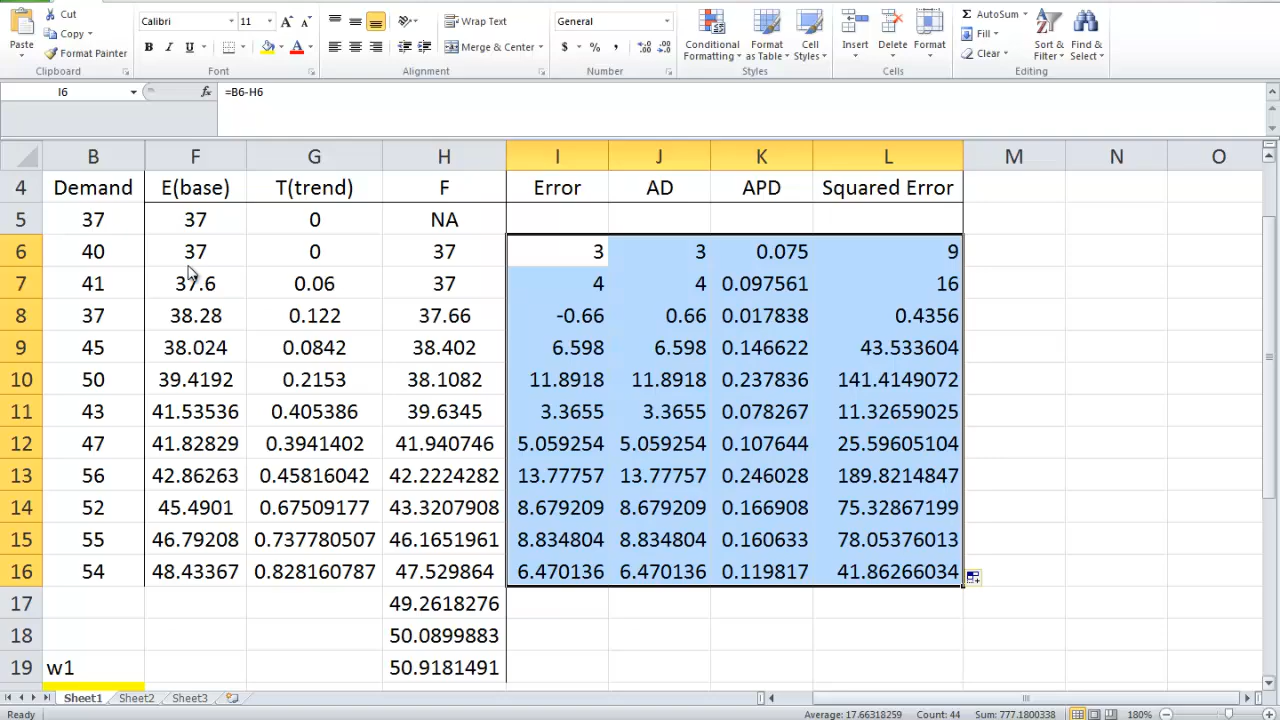 Cut
Copy
Format Painter
Paste
Clipboard
Calibri 11 A A
B I U A
Font
Wrap Text
Merge & Center
Alignment
General
$ % , .0 .00 .00 .0
Number
Conditional Formatting
Format as Table
Cell Styles
Styles
Insert Delete Format
Cells
Σ AutoSum
Fill
Clear
Sort & Filter
Find & Select
Editing
I6 fx =B6-H6
B F G H I J K L M N O
4 Demand E(base) T(trend) F Error AD APD Squared Error
5 37 37 0 NA
6 40 37 0 37 3 3 0.075 9
7 41 37.6 0.06 37 4 4 0.097561 16
8 37 38.28 0.122 37.66 -0.66 0.66 0.017838 0.4356
9 45 38.024 0.0842 38.402 6.598 6.598 0.146622 43.533604
10 50 39.4192 0.2153 38.1082 11.8918 11.8918 0.237836 141.4149072
11 43 41.53536 0.405386 39.6345 3.3655 3.3655 0.078267 11.32659025
12 47 41.82829 0.3941402 41.940746 5.059254 5.059254 0.107644 25.59605104
13 56 42.86263 0.45816042 42.2224282 13.77757 13.77757 0.246028 189.8214847
14 52 45.4901 0.67509177 43.3207908 8.679209 8.679209 0.166908 75.32867199
15 55 46.79208 0.737780507 46.1651961 8.834804 8.834804 0.160633 78.05376013
16 54 48.43367 0.828160787 47.529864 6.470136 6.470136 0.119817 41.86266034
17 49.2618276
18 50.0899883
19 w1 50.9181491
Sheet1 Sheet2 Sheet3
Ready Average: 17.66318259 Count: 44 Sum: 777.1800338 180%